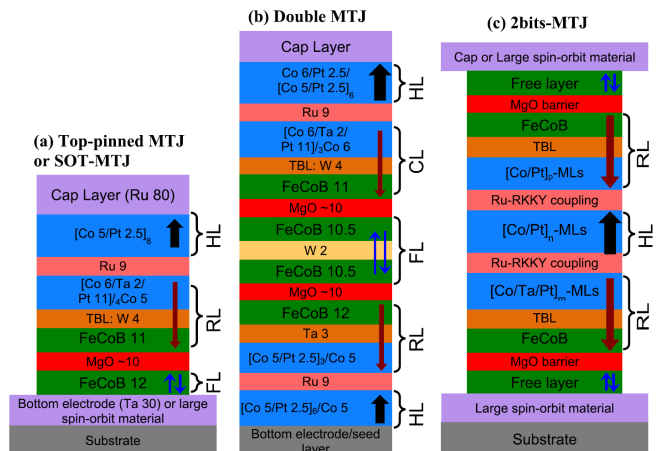 (a) Top-pinned MTJ
or SOT-MTJ
Cap Layer (Ru 80)
[Co 5/Pt 2.5]₈
HL
Ru 9
[Co 6/Ta 2/
Pt 11]/₄Co 5
TBL: W 4
FeCoB 11
RL
MgO ~10
FeCoB 12
FL
Bottom electrode (Ta 30) or large
spin-orbit material
Substrate
(b) Double MTJ
Cap Layer
Co 6/Pt 2.5/
[Co 5/Pt 2.5]₆
HL
Ru 9
[Co 6/Ta 2/
Pt 11]/₃Co 6
TBL: W 4
FeCoB 11
CL
MgO ~10
FeCoB 10.5
W 2
FeCoB 10.5
FL
MgO ~10
FeCoB 12
Ta 3
[Co 5/Pt 2.5]₃/Co 5
RL
Ru 9
[Co 5/Pt 2.5]₆/Co 5
HL
Bottom electrode/seed
layer
(c) 2bits-MTJ
Cap or Large spin-orbit material
Free layer
MgO barrier
FeCoB
TBL
[Co/Pt]ₚ-MLs
RL
Ru-RKKY coupling
[Co/Pt]ₙ-MLs
HL
Ru-RKKY coupling
[Co/Ta/Pt]ₘ-MLs
TBL
FeCoB
RL
MgO barrier
Free layer
Large spin-orbit material
Substrate